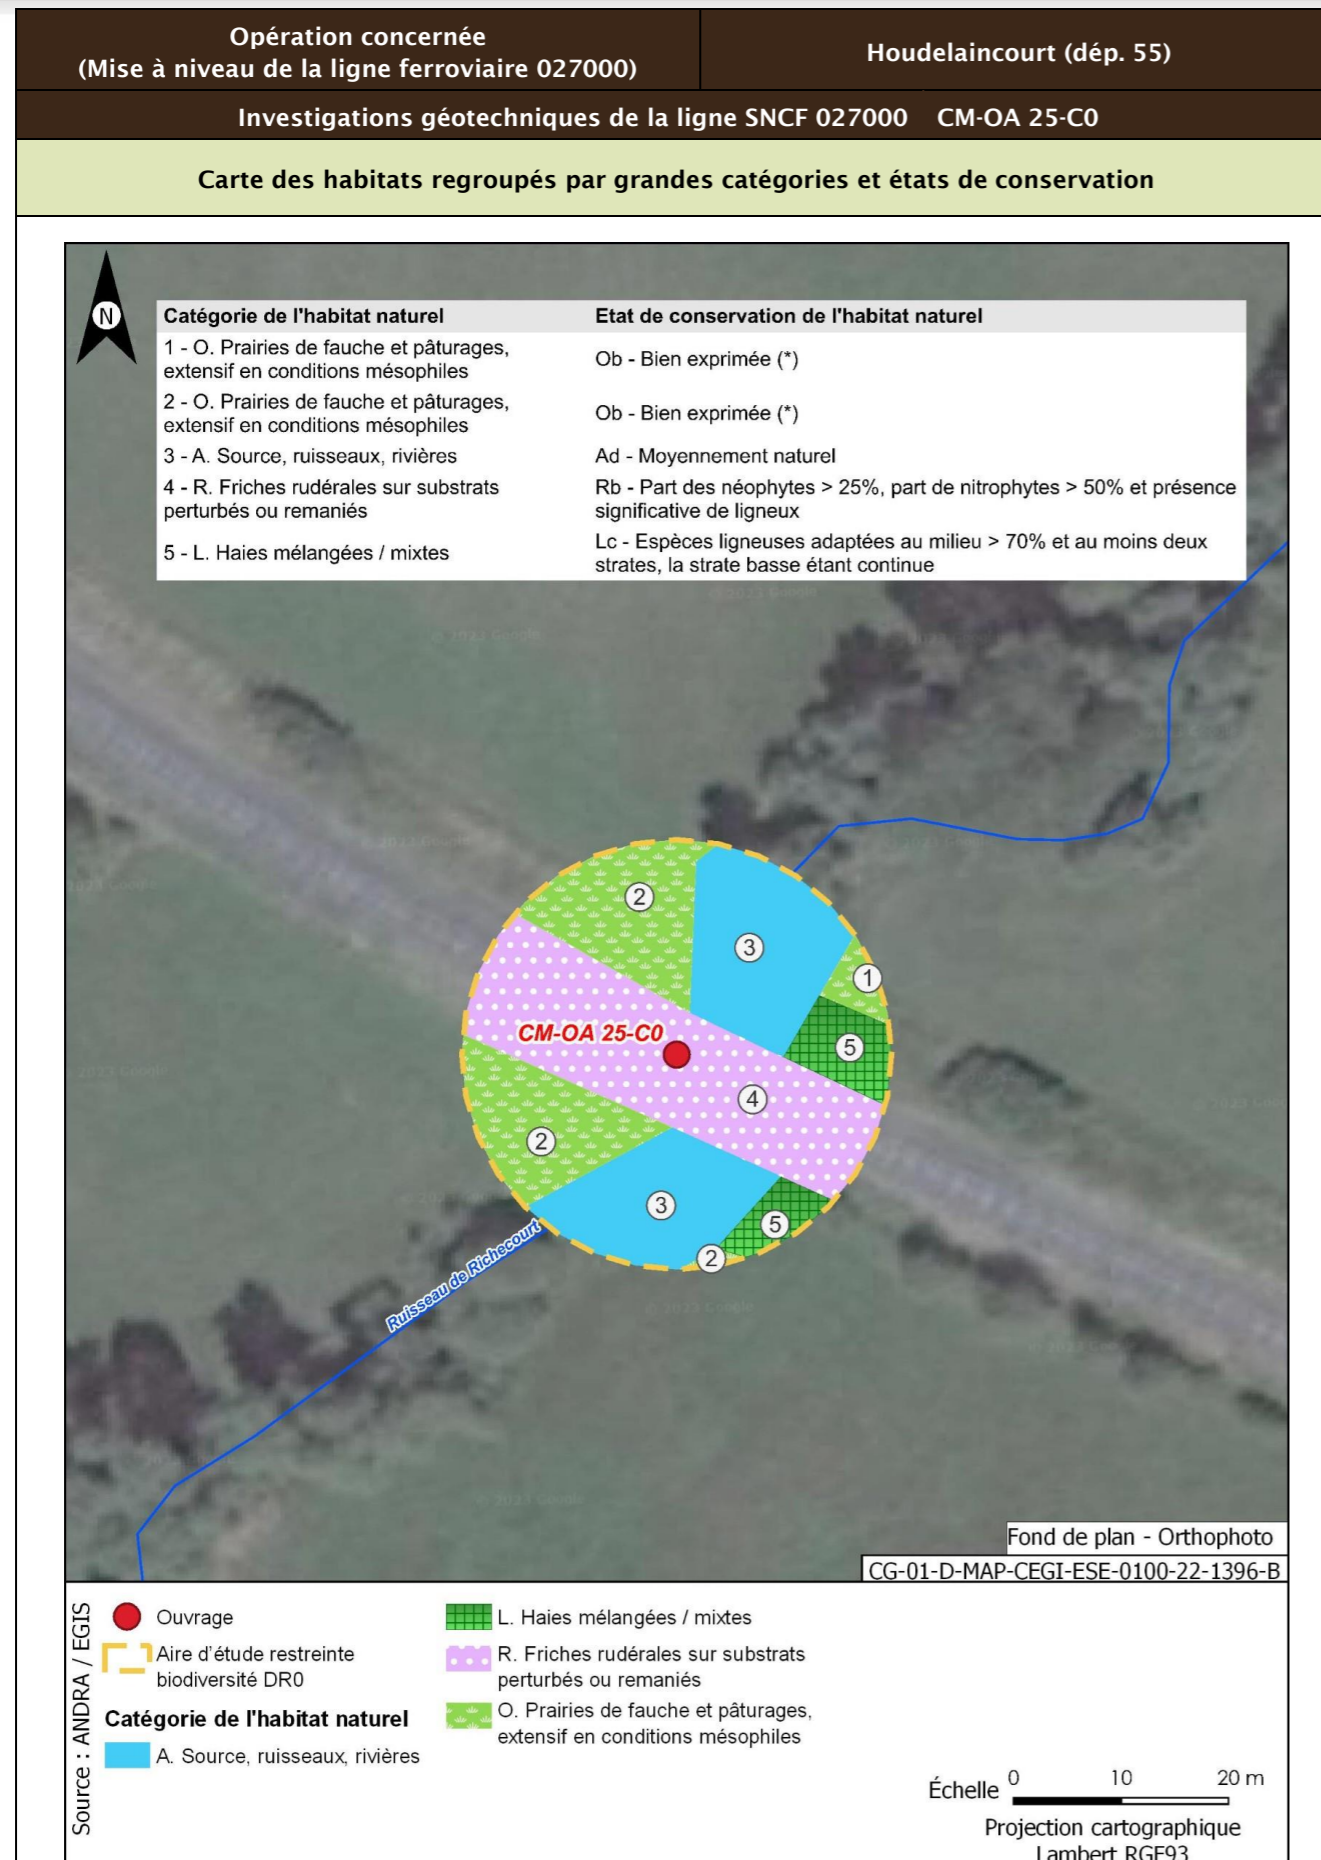 Opération concernée
(Mise à niveau de la ligne ferroviaire 027000)
Houdelaincourt (dép. 55)
Investigations géotechniques de la ligne SNCF 027000 CM-OA 25-C0
Carte des habitats regroupés par grandes catégories et états de conservation
N
Catégorie de l'habitat naturel
Etat de conservation de l'habitat naturel
1 - O. Prairies de fauche et pâturages,
extensif en conditions mésophiles
Ob - Bien exprimée (*)
2 - O. Prairies de fauche et pâturages,
extensif en conditions mésophiles
Ob - Bien exprimée (*)
3 - A. Source, ruisseaux, rivières
Ad - Moyennement naturel
4 - R. Friches rudérales sur substrats
perturbés ou remaniés
Rb - Part des néophytes > 25%, part de nitrophytes > 50% et présence
significative de ligneux
5 - L. Haies mélangées / mixtes
Lc - Espèces ligneuses adaptées au milieu > 70% et au moins deux
strates, la strate basse étant continue
© 2023 Google
© 2023 Google
2
3
1
CM-OA 25-C0
5
4
2
3
5
2
Ruisseau de Richecourt
© 2023 Google
Fond de plan - Orthophoto
CG-01-D-MAP-CEGI-ESE-0100-22-1396-B
Source : ANDRA / EGIS
Ouvrage
Aire d'étude restreinte
biodiversité DR0
Catégorie de l'habitat naturel
A. Source, ruisseaux, rivières
L. Haies mélangées / mixtes
R. Friches rudérales sur substrats
perturbés ou remaniés
O. Prairies de fauche et pâturages,
extensif en conditions mésophiles
Échelle 0 10 20 m
Projection cartographique
Lambert RGF93